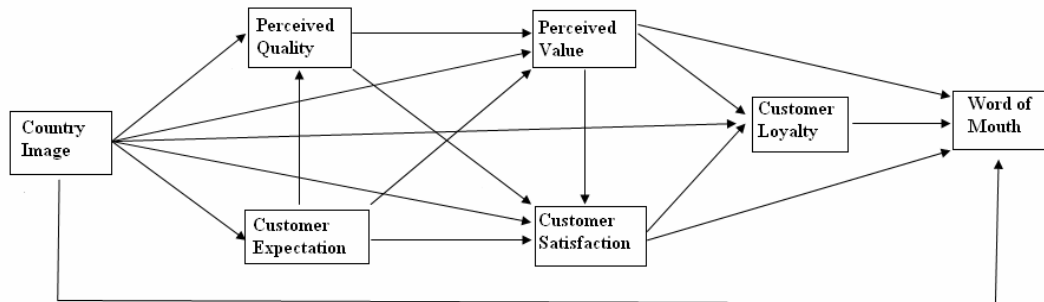 Perceived
Quality
Perceived
Value
Country
Image
Customer
Loyalty
Word of
Mouth
Customer
Expectation
Customer
Satisfaction